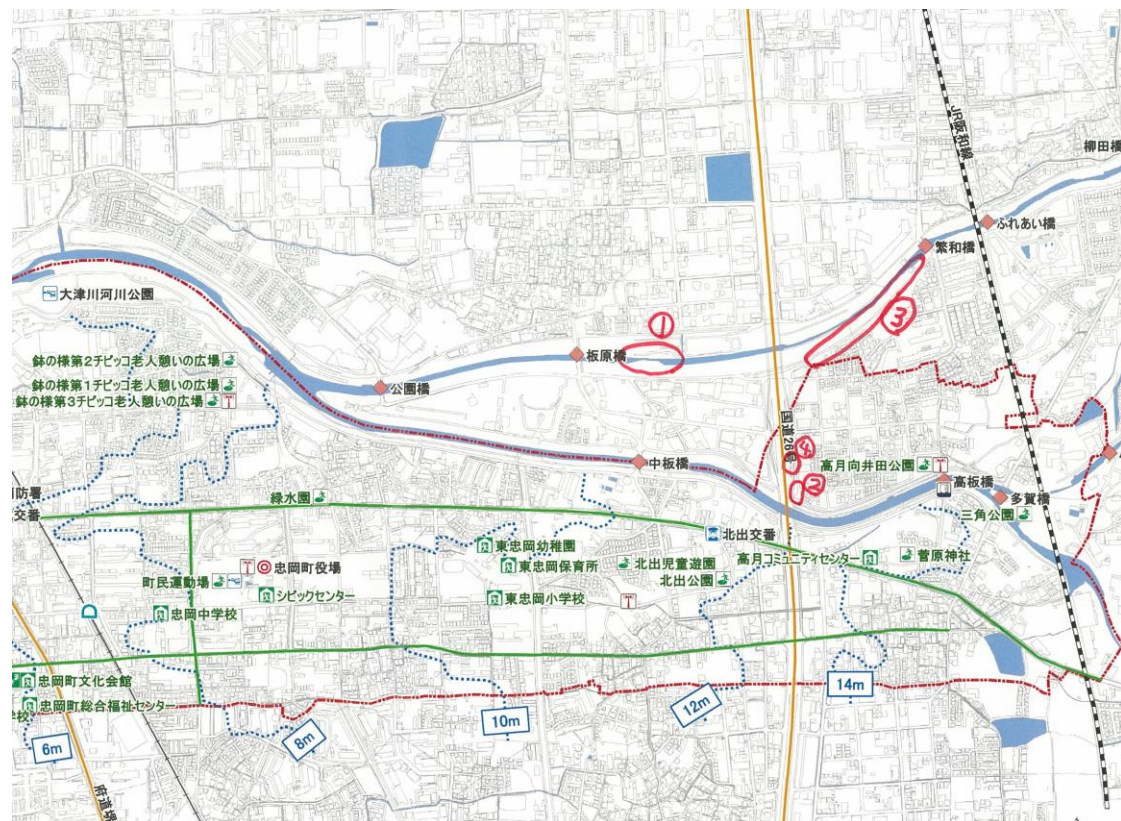 JR阪和線
柳田橋
ふれあい橋
繁和橋
大津川河川公園
①
③
板原橋
鉢の様第2チビッコ老人憩いの広場
鉢の様第1チビッコ老人憩いの広場
鉢の様第3チビッコ老人憩いの広場
公園橋
国道26号
④
中板橋
高月向井田公園
高板橋
②
防署
交番
緑水園
多賀橋
三角公園
北出交番
東忠岡幼稚園
忠岡町役場
東忠岡保育所
北出児童遊園
高月コミュニティセンター
菅原神社
町民運動場
北出公園
シビックセンター
東忠岡小学校
忠岡中学校
忠岡町文化会館
14m
忠岡町総合福祉センター
12m
学校
10m
6m
8m
府道堺